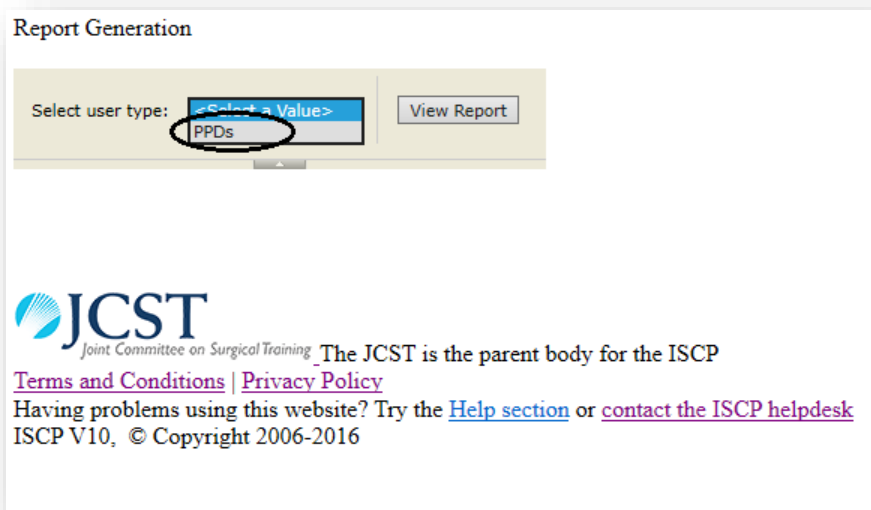 Report Generation
Select user type: <Select a Value> View Report
PPDs
JCST
Joint Committee on Surgical Training The JCST is the parent body for the ISCP
Terms and Conditions | Privacy Policy
Having problems using this website? Try the Help section or contact the ISCP helpdesk
ISCP V10, © Copyright 2006-2016